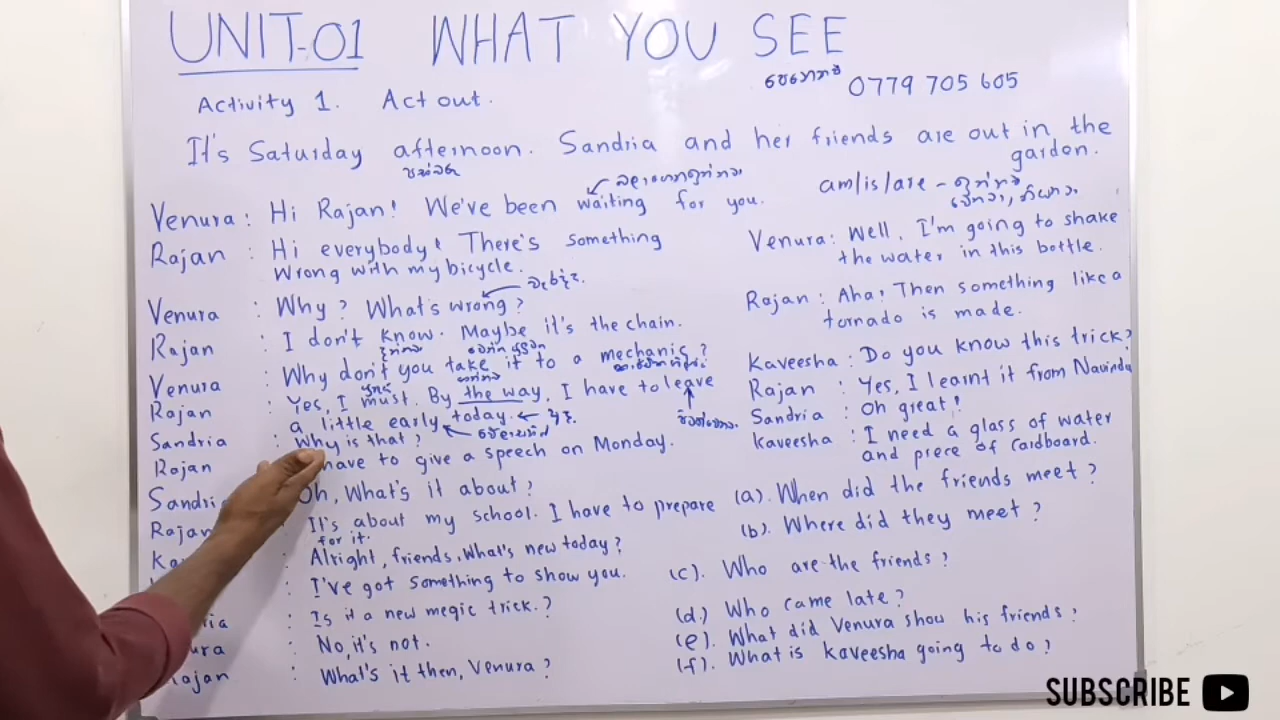 UNIT-01 WHAT YOU SEE
0779 705 605
Activity 1. Act out.
It's Saturday afternoon. Sandria and her friends are out in the
garden.
am/is/are -
Venura : Hi Rajan! We've been waiting for you.
Rajan : Hi everybody! There's something
Wrong with my bicycle.
Venura : Why? What's wrong?
වැරදි.
Rajan : I don't know. Maybe it's the chain.
Venura : Why don't you take it to a mechanic?
Rajan : Yes, I must. By the way, I have to leave
a little early today.
Sandria : Why is that?
Rajan have to give a speech on Monday.
Sandri Oh, What's it about?
Rajan : It's about my school. I have to prepare
for it.
Ka : Alright, friends, What's new today?
: I've got something to show you.
ia : Is it a new megic trick.?
ura : No, it's not.
ajan : What's it then, Venura?
Venura : Well, I'm going to shake
the water in this bottle.
Rajan : Aha! Then something like a
tornado is made.
Kaveesha : Do you know this trick?
Rajan : Yes, I learnt it from Navindu
Sandria : Oh great!
Kaveesha : I need a glass of water
and piece of cardboard.
(a). When did the friends meet?
(b). Where did they meet?
(c). Who are the friends?
(d.) Who came late?
(e). What did Venura show his friends?
(f). What is kaveesha going to do?
SUBSCRIBE